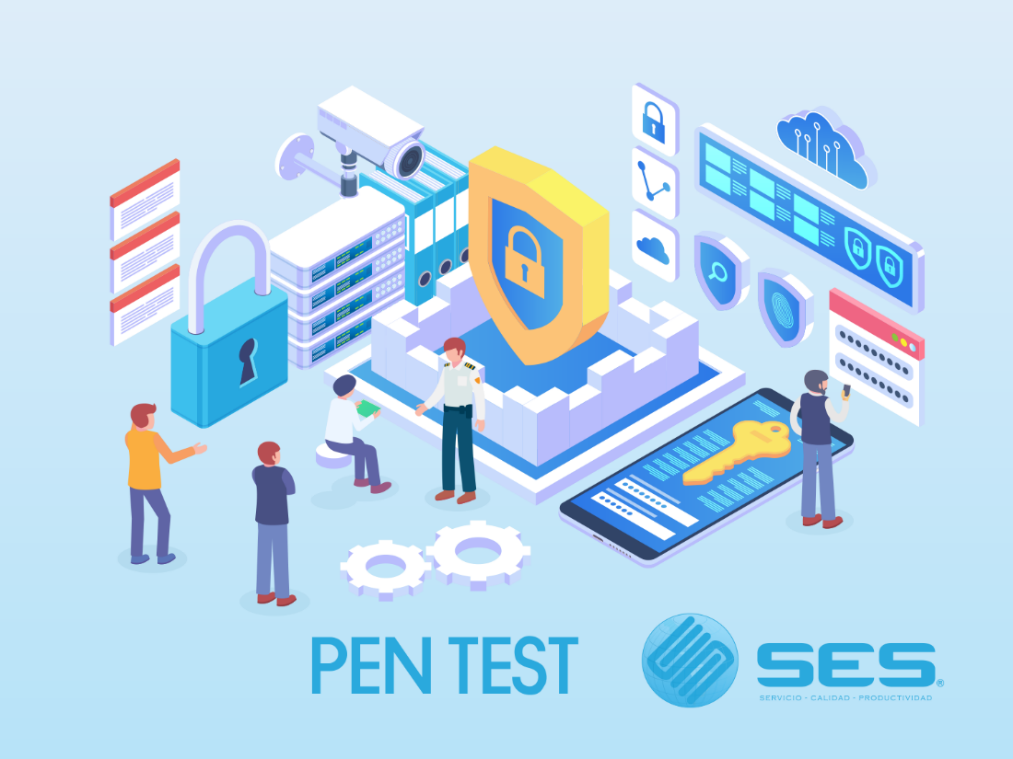 PEN TEST
SES®
SERVICIO - CALIDAD - PRODUCTIVIDAD